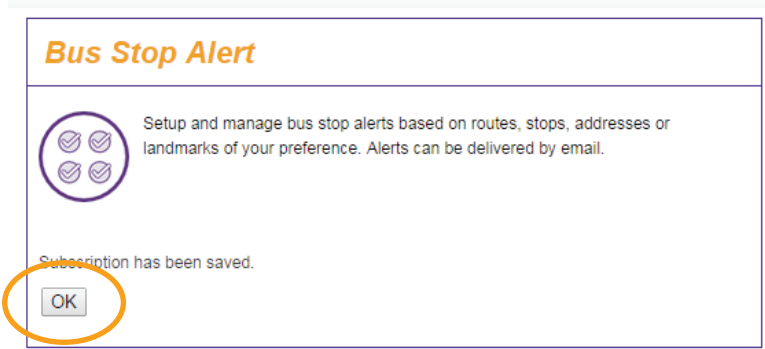 Bus Stop Alert
Setup and manage bus stop alerts based on routes, stops, addresses or
landmarks of your preference. Alerts can be delivered by email.
Subscription has been saved.
OK